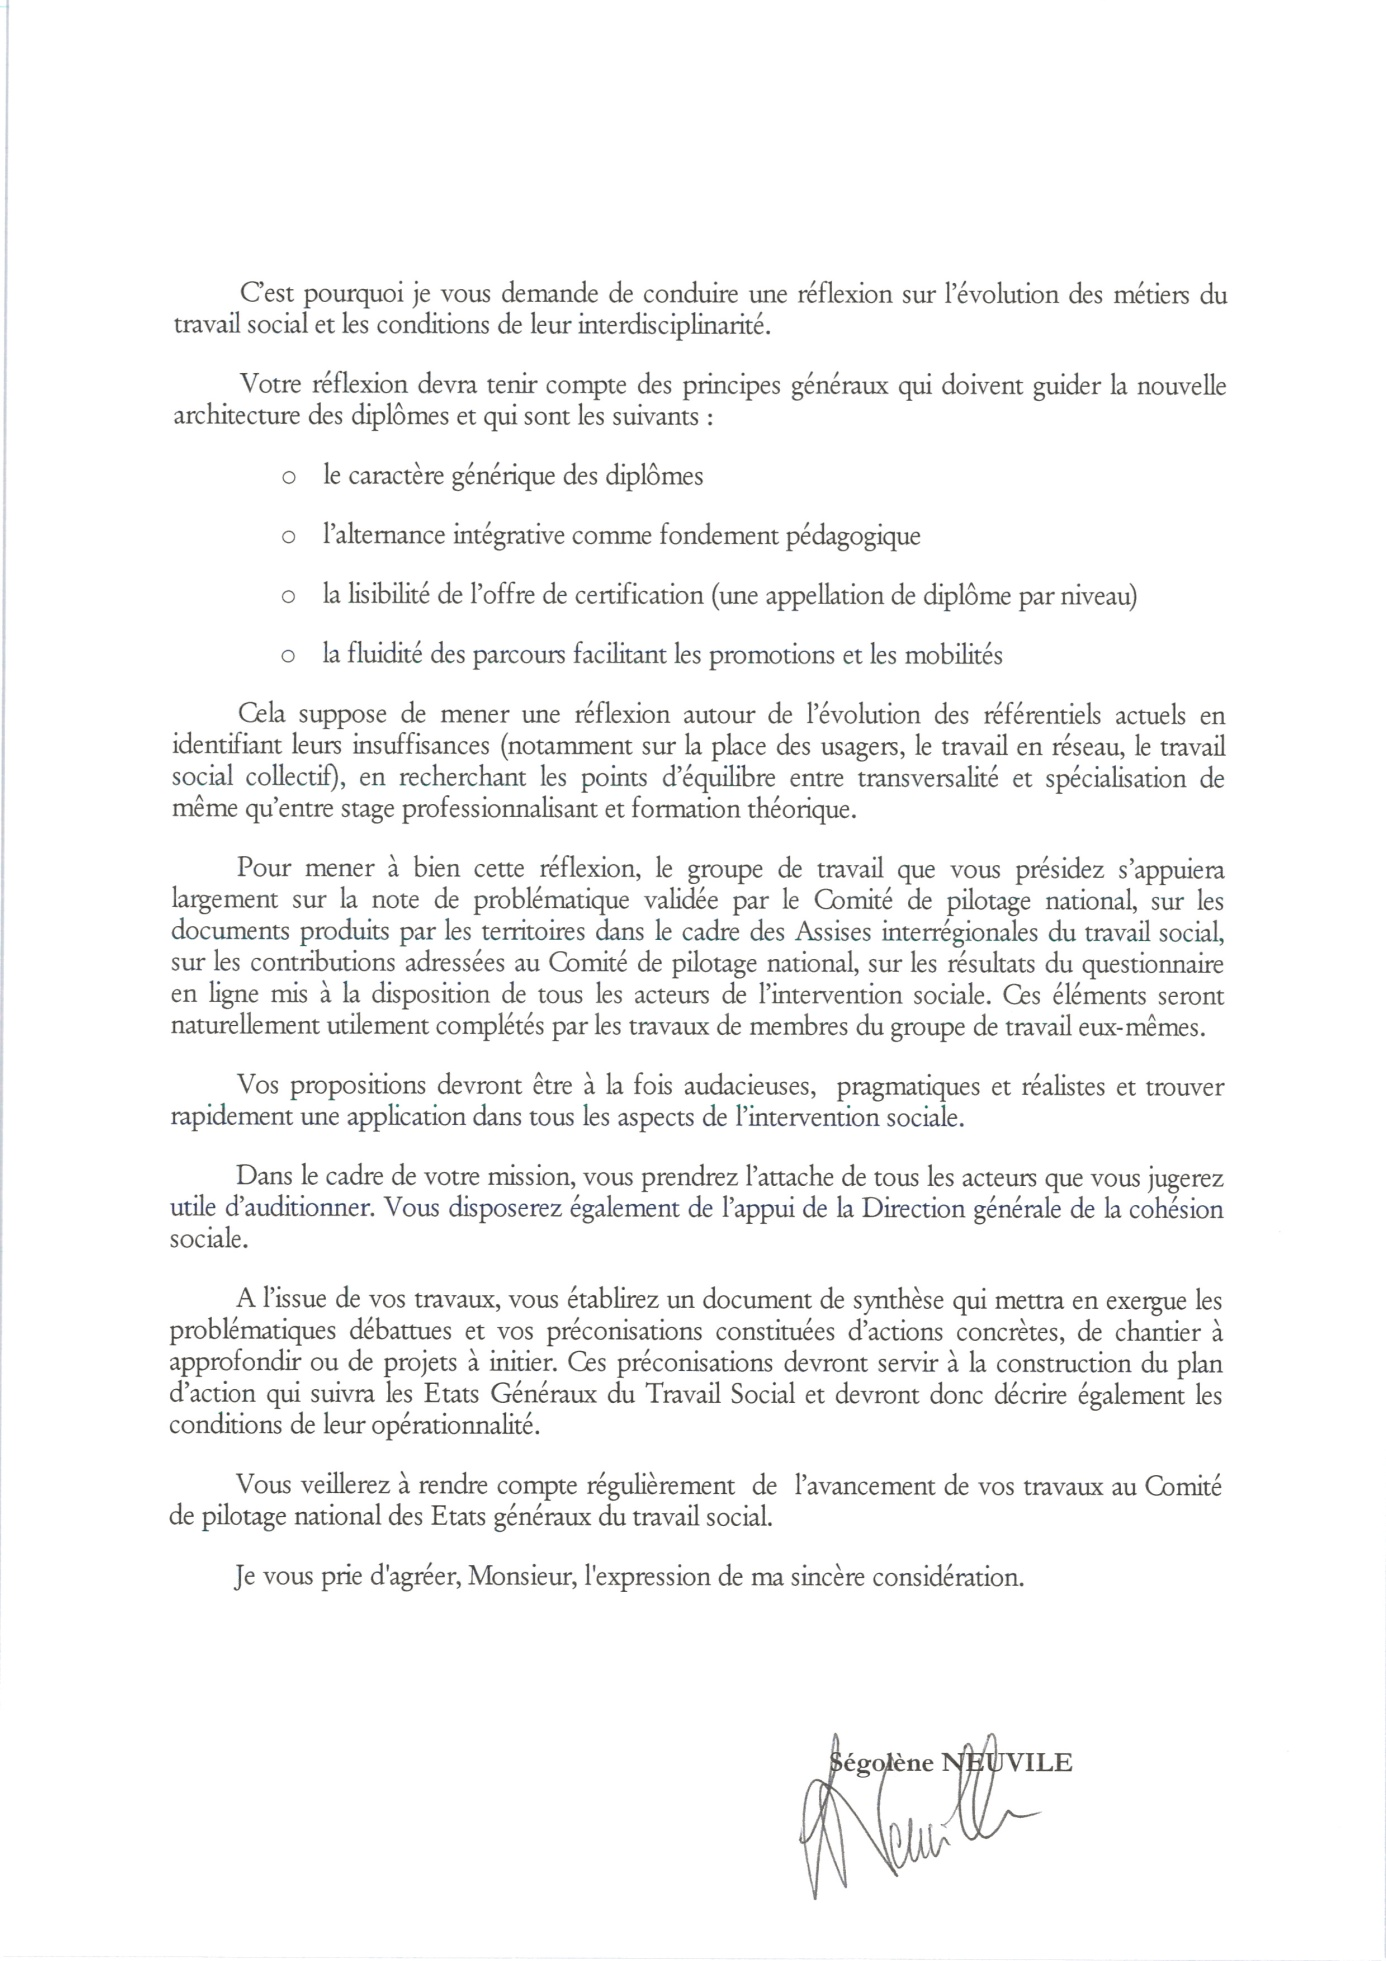 C'est pourquoi je vous demande de conduire une réflexion sur l'évolution des métiers du
travail social et les conditions de leur interdisciplinarité.
Votre réflexion devra tenir compte des principes généraux qui doivent guider la nouvelle
architecture des diplômes et qui sont les suivants :
o le caractère générique des diplômes
o l'alternance intégrative comme fondement pédagogique
o la lisibilité de l'offre de certification (une appellation de diplôme par niveau)
o la fluidité des parcours facilitant les promotions et les mobilités
Cela suppose de mener une réflexion autour de l'évolution des référentiels actuels en
identifiant leurs insuffisances (notamment sur la place des usagers, le travail en réseau, le travail
social collectif), en recherchant les points d'équilibre entre transversalité et spécialisation de
même qu'entre stage professionnalisant et formation théorique.
Pour mener à bien cette réflexion, le groupe de travail que vous présidez s'appuiera
largement sur la note de problématique validée par le Comité de pilotage national, sur les
documents produits par les territoires dans le cadre des Assises interrégionales du travail social,
sur les contributions adressées au Comité de pilotage national, sur les résultats du questionnaire
en ligne mis à la disposition de tous les acteurs de l'intervention sociale. Ces éléments seront
naturellement utilement complétés par les travaux de membres du groupe de travail eux-mêmes.
Vos propositions devront être à la fois audacieuses, pragmatiques et réalistes et trouver
rapidement une application dans tous les aspects de l'intervention sociale.
Dans le cadre de votre mission, vous prendrez l'attache de tous les acteurs que vous jugerez
utile d'auditionner. Vous disposerez également de l'appui de la Direction générale de la cohésion
sociale.
A l'issue de vos travaux, vous établirez un document de synthèse qui mettra en exergue les
problématiques débattues et vos préconisations constituées d'actions concrètes, de chantier à
approfondir ou de projets à initier. Ces préconisations devront servir à la construction du plan
d'action qui suivra les Etats Généraux du Travail Social et devront donc décrire également les
conditions de leur opérationnalité.
Vous veillerez à rendre compte régulièrement de l'avancement de vos travaux au Comité
de pilotage national des Etats généraux du travail social.
Je vous prie d'agréer, Monsieur, l'expression de ma sincère considération.
Ségolène NEUVILE